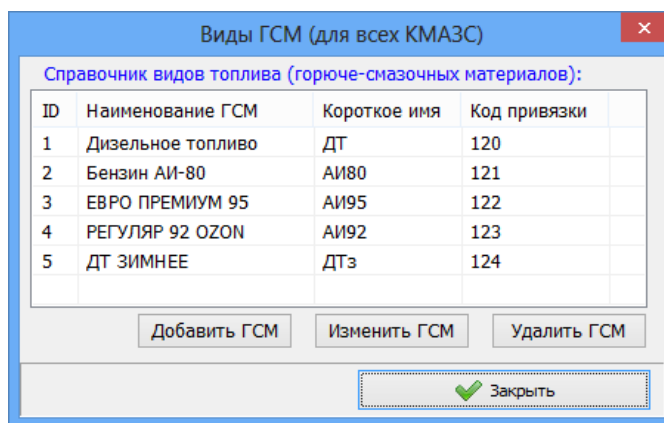 Виды ГСМ (для всех КМАЗС)
Справочник видов топлива (горюче-смазочных материалов):
ID Наименование ГСМ Короткое имя Код привязки
1 Дизельное топливо ДТ 120
2 Бензин АИ-80 АИ80 121
3 ЕВРО ПРЕМИУМ 95 АИ95 122
4 РЕГУЛЯР 92 OZON АИ92 123
5 ДТ ЗИМНЕЕ ДТз 124
Добавить ГСМ Изменить ГСМ Удалить ГСМ
Закрыть